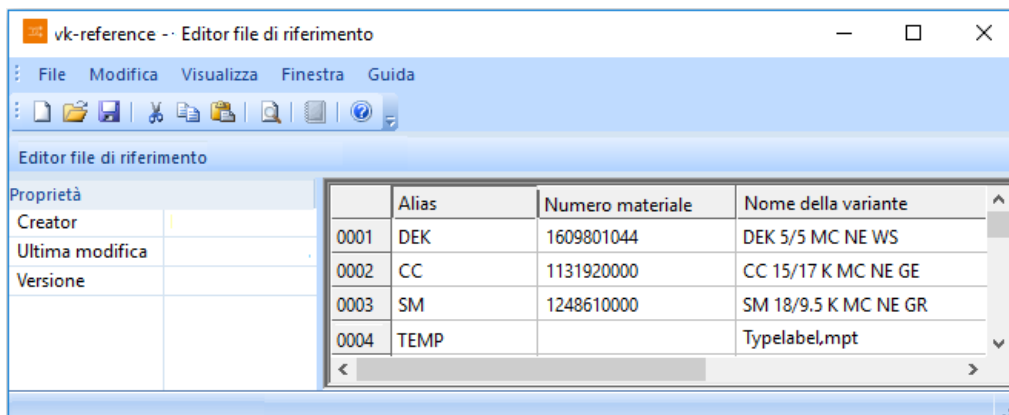 vk-reference -· Editor file di riferimento
File Modifica Visualizza Finestra Guida
Editor file di riferimento
Proprietà
Creator
Ultima modifica
Versione
Alias Numero materiale Nome della variante
0001 DEK 1609801044 DEK 5/5 MC NE WS
0002 CC 1131920000 CC 15/17 K MC NE GE
0003 SM 1248610000 SM 18/9.5 K MC NE GR
0004 TEMP Typelabel,mpt